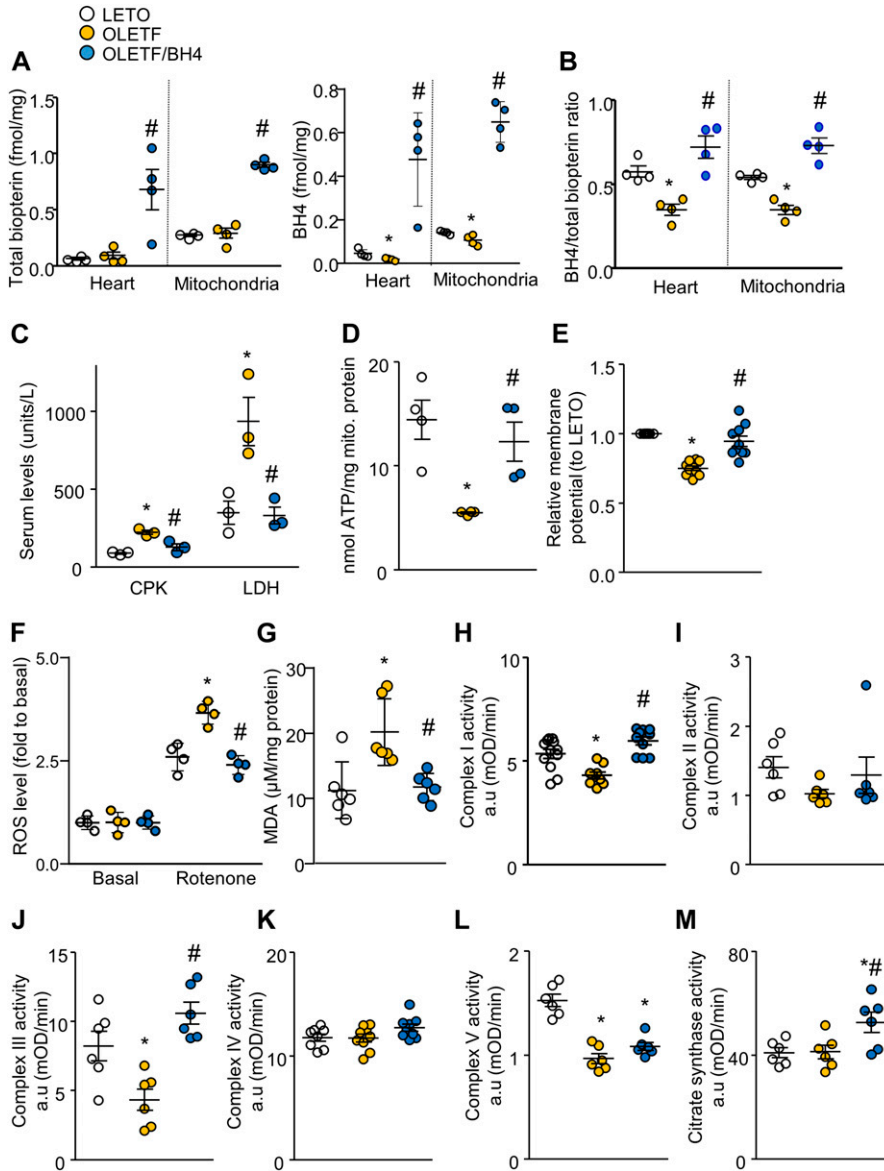 LETO
OLETF
OLETF/BH4
A
Total biopterin (fmol/mg)
1.5
1.0
0.5
0.0
#
#
Heart
Mitochondria
BH4 (fmol/mg)
0.8
0.6
0.4
0.2
0.0
#
#
*
*
Heart
Mitochondria
B
BH4/total biopterin ratio
1.0
0.5
0.0
#
#
*
*
Heart
Mitochondria
C
Serum levels (units/L)
1000
500
0
*
#
*
#
CPK
LDH
D
nmol ATP/mg mito. protein
20
10
0
*
#
E
Relative membrane
potential(to LETO)
1.5
1.0
0.5
0.0
*
#
F
ROS level (fold to basal)
5.0
2.5
0.0
*
#
Basal
Rotenone
G
MDA (µM/mg protein)
30
20
10
0
*
#
H
Complex I activity
a.u (mOD/min)
10
5
0
*
#
I
Complex II activity
a.u (mOD/min)
3
2
1
0
J
Complex III activity
a.u (mOD/min)
15
10
5
0
*
#
K
Complex IV activity
a.u (mOD/min)
20
10
0
L
Complex V activity
a.u (mOD/min)
2
1
0
*
*
M
Citrate synthase activity
a.u (mOD/min)
80
40
0
*#